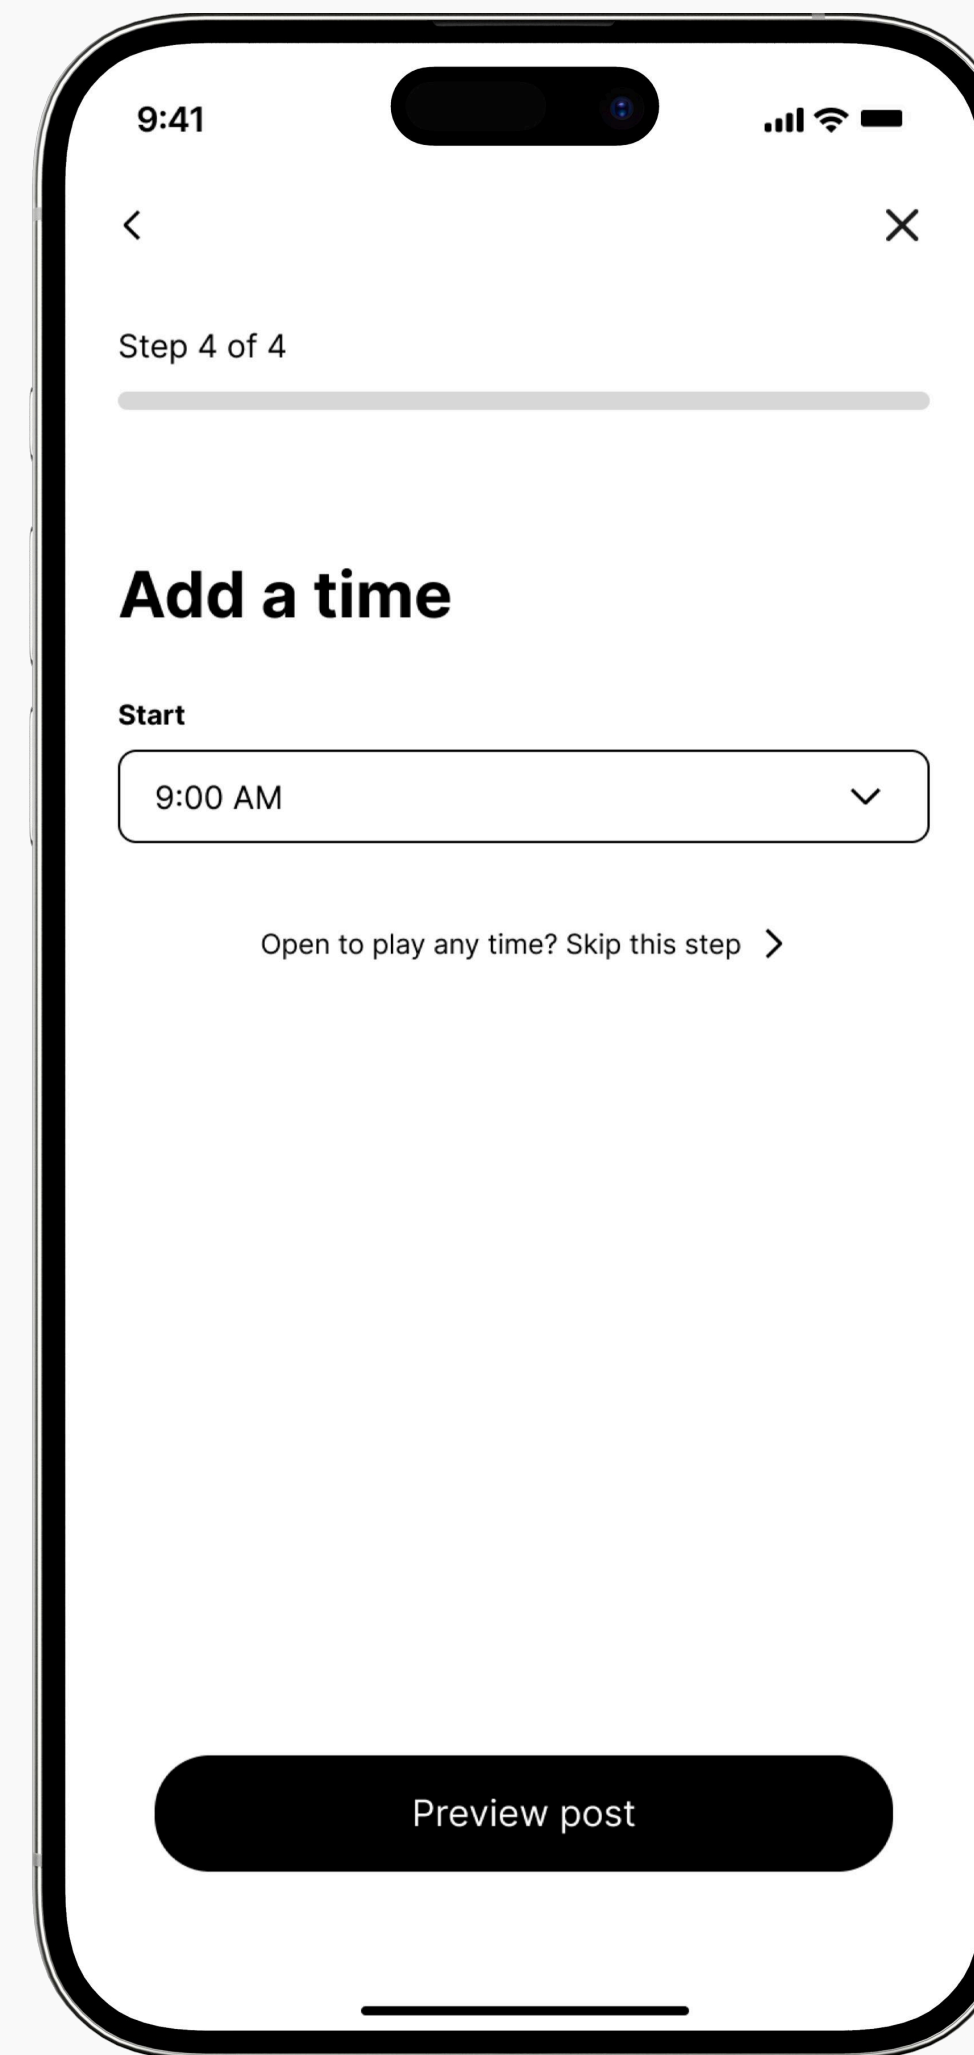 9:41
Step 4 of 4
Add a time
Start
9:00 AM
Open to play any time? Skip this step
Preview post